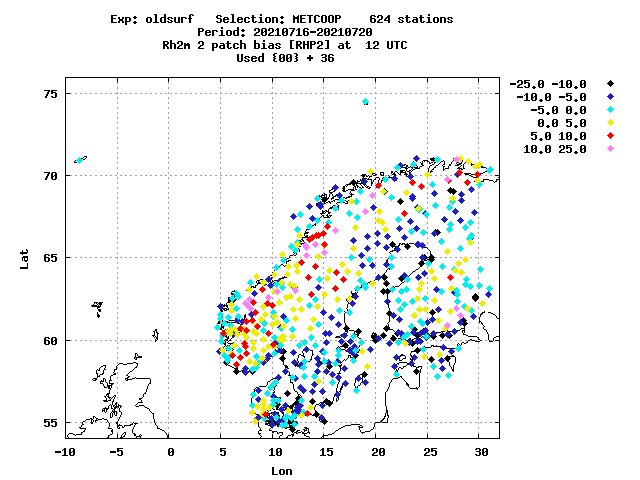 Exp: oldsurf   Selection: METCOOP    624 stations
Period: 20210716-20210720
Rh2m 2 patch bias [RHP2] at  12 UTC
Used {00} + 36
-25.0 -10.0
-10.0 -5.0
-5.0 0.0
0.0 5.0
5.0 10.0
10.0 25.0
75
70
65
60
55
Lat
-10 -5 0 5 10 15 20 25 30
Lon